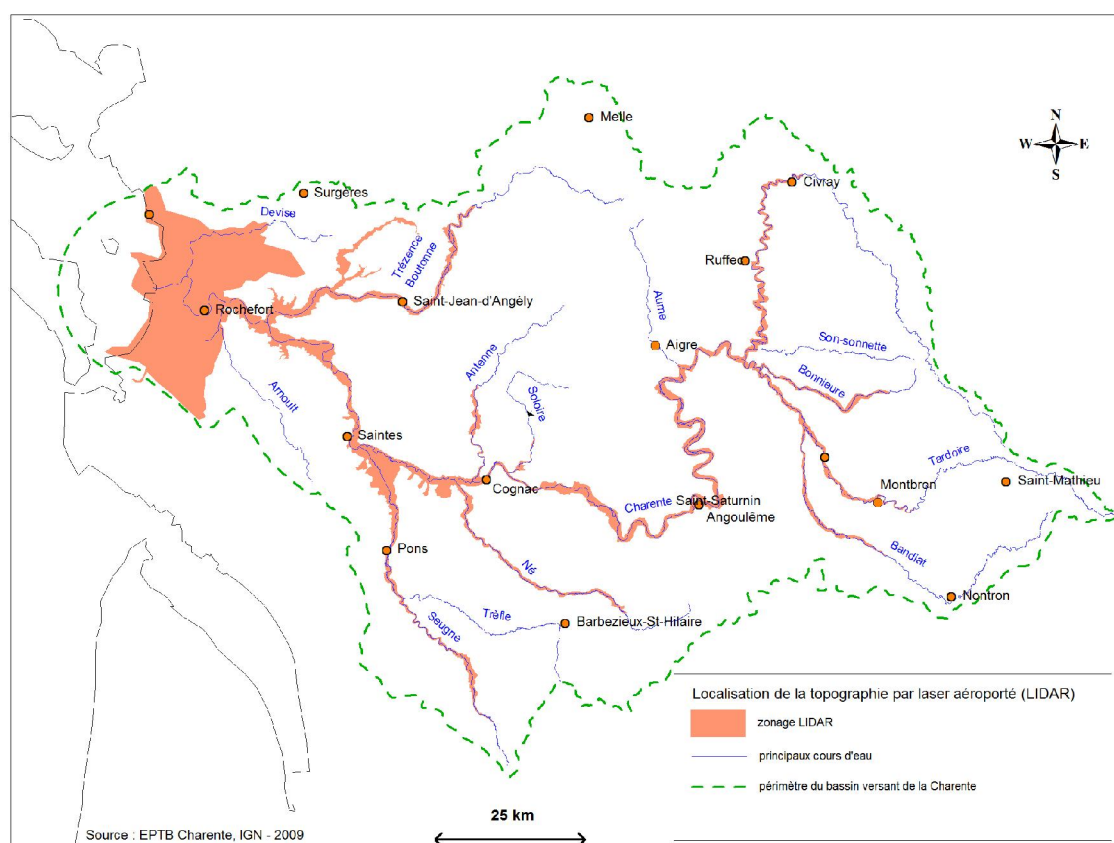 Melle
N
W E
S
Surgères
Civray
Devise
Trézence
Boutonne
Ruffec
Saint-Jean-d'Angély
Rochefort
Aume
Son-sonnette
Aigre
Antenne
Bonnieure
Arnoult
Soloire
Saintes
Tardoire
Montbron
Saint-Mathieu
Cognac
Charente
Saint-Saturnin
Angoulême
Pons
Né
Bandiat
Nontron
Trèfle
Seugne
Barbezieux-St-Hilaire
Localisation de la topographie par laser aéroporté (LIDAR)
zonage LIDAR
principaux cours d'eau
périmètre du bassin versant de la Charente
25 km
Source : EPTB Charente, IGN - 2009